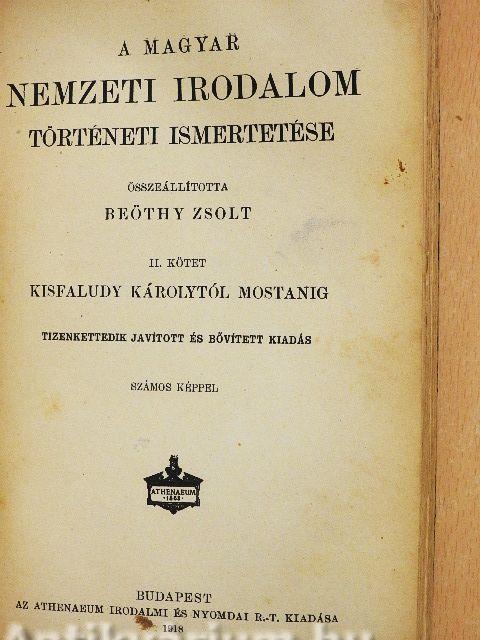 A MAGYAR
NEMZETI IRODALOM
TÖRTÉNETI ISMERTETÉSE
ÖSSZEÁLLÍTOTTA
BEÖTHY ZSOLT
II. KÖTET
KISFALUDY KÁROLYTÓL MOSTANIG
TIZENKETTEDIK JAVÍTOTT ÉS BŐVÍTETT KIADÁS
SZÁMOS KÉPPEL
ATHENAEUM
· 1868 ·
BUDAPEST
AZ ATHENAEUM IRODALMI ÉS NYOMDAI R.-T. KIADÁSA
1918